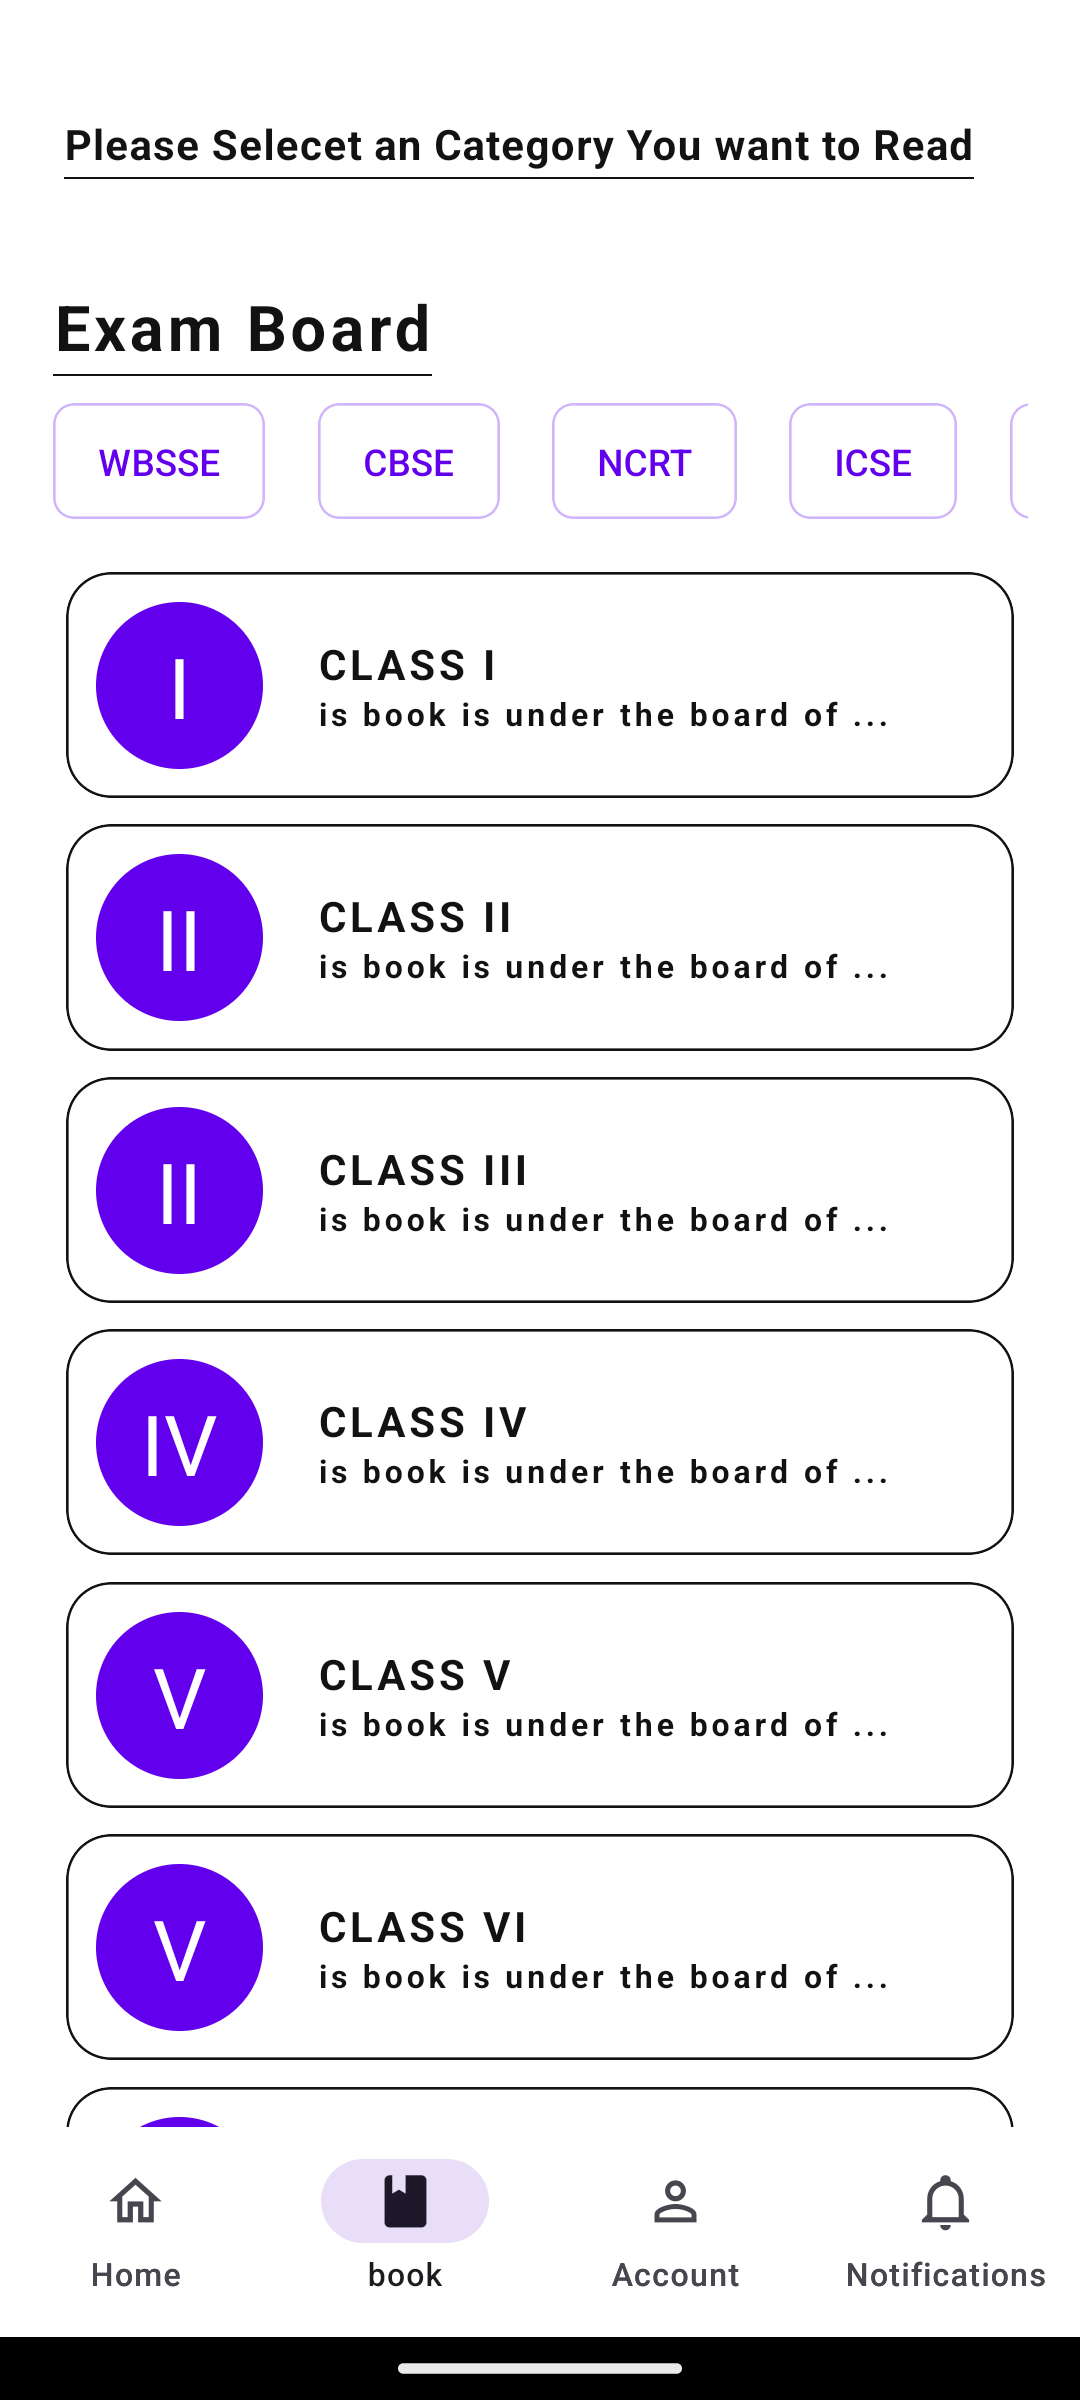 Please Selecet an Category You want to Read
Exam Board
WBSSE CBSE NCRT ICSE
I
CLASS I
is book is under the board of ...
II
CLASS II
is book is under the board of ...
II
CLASS III
is book is under the board of ...
IV
CLASS IV
is book is under the board of ...
V
CLASS V
is book is under the board of ...
V
CLASS VI
is book is under the board of ...
Home book Account Notifications